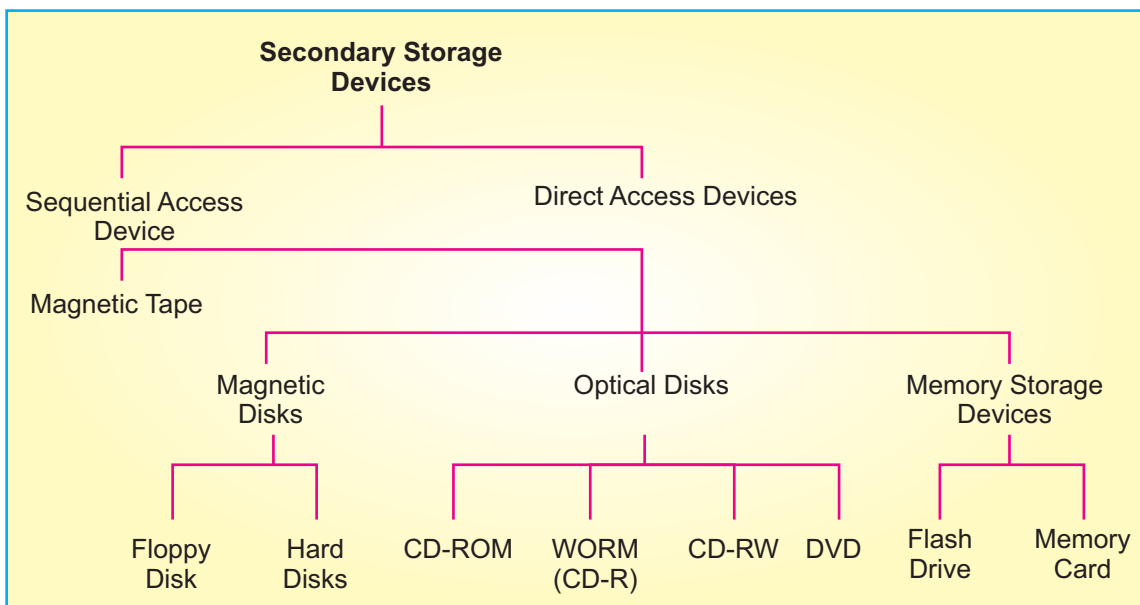 Secondary Storage
Devices
Sequential Access
Device
Direct Access Devices
Magnetic Tape
Magnetic
Disks
Optical Disks
Memory Storage
Devices
Floppy
Disk
Hard
Disks
CD-ROM
WORM
(CD-R)
CD-RW
DVD
Flash
Drive
Memory
Card